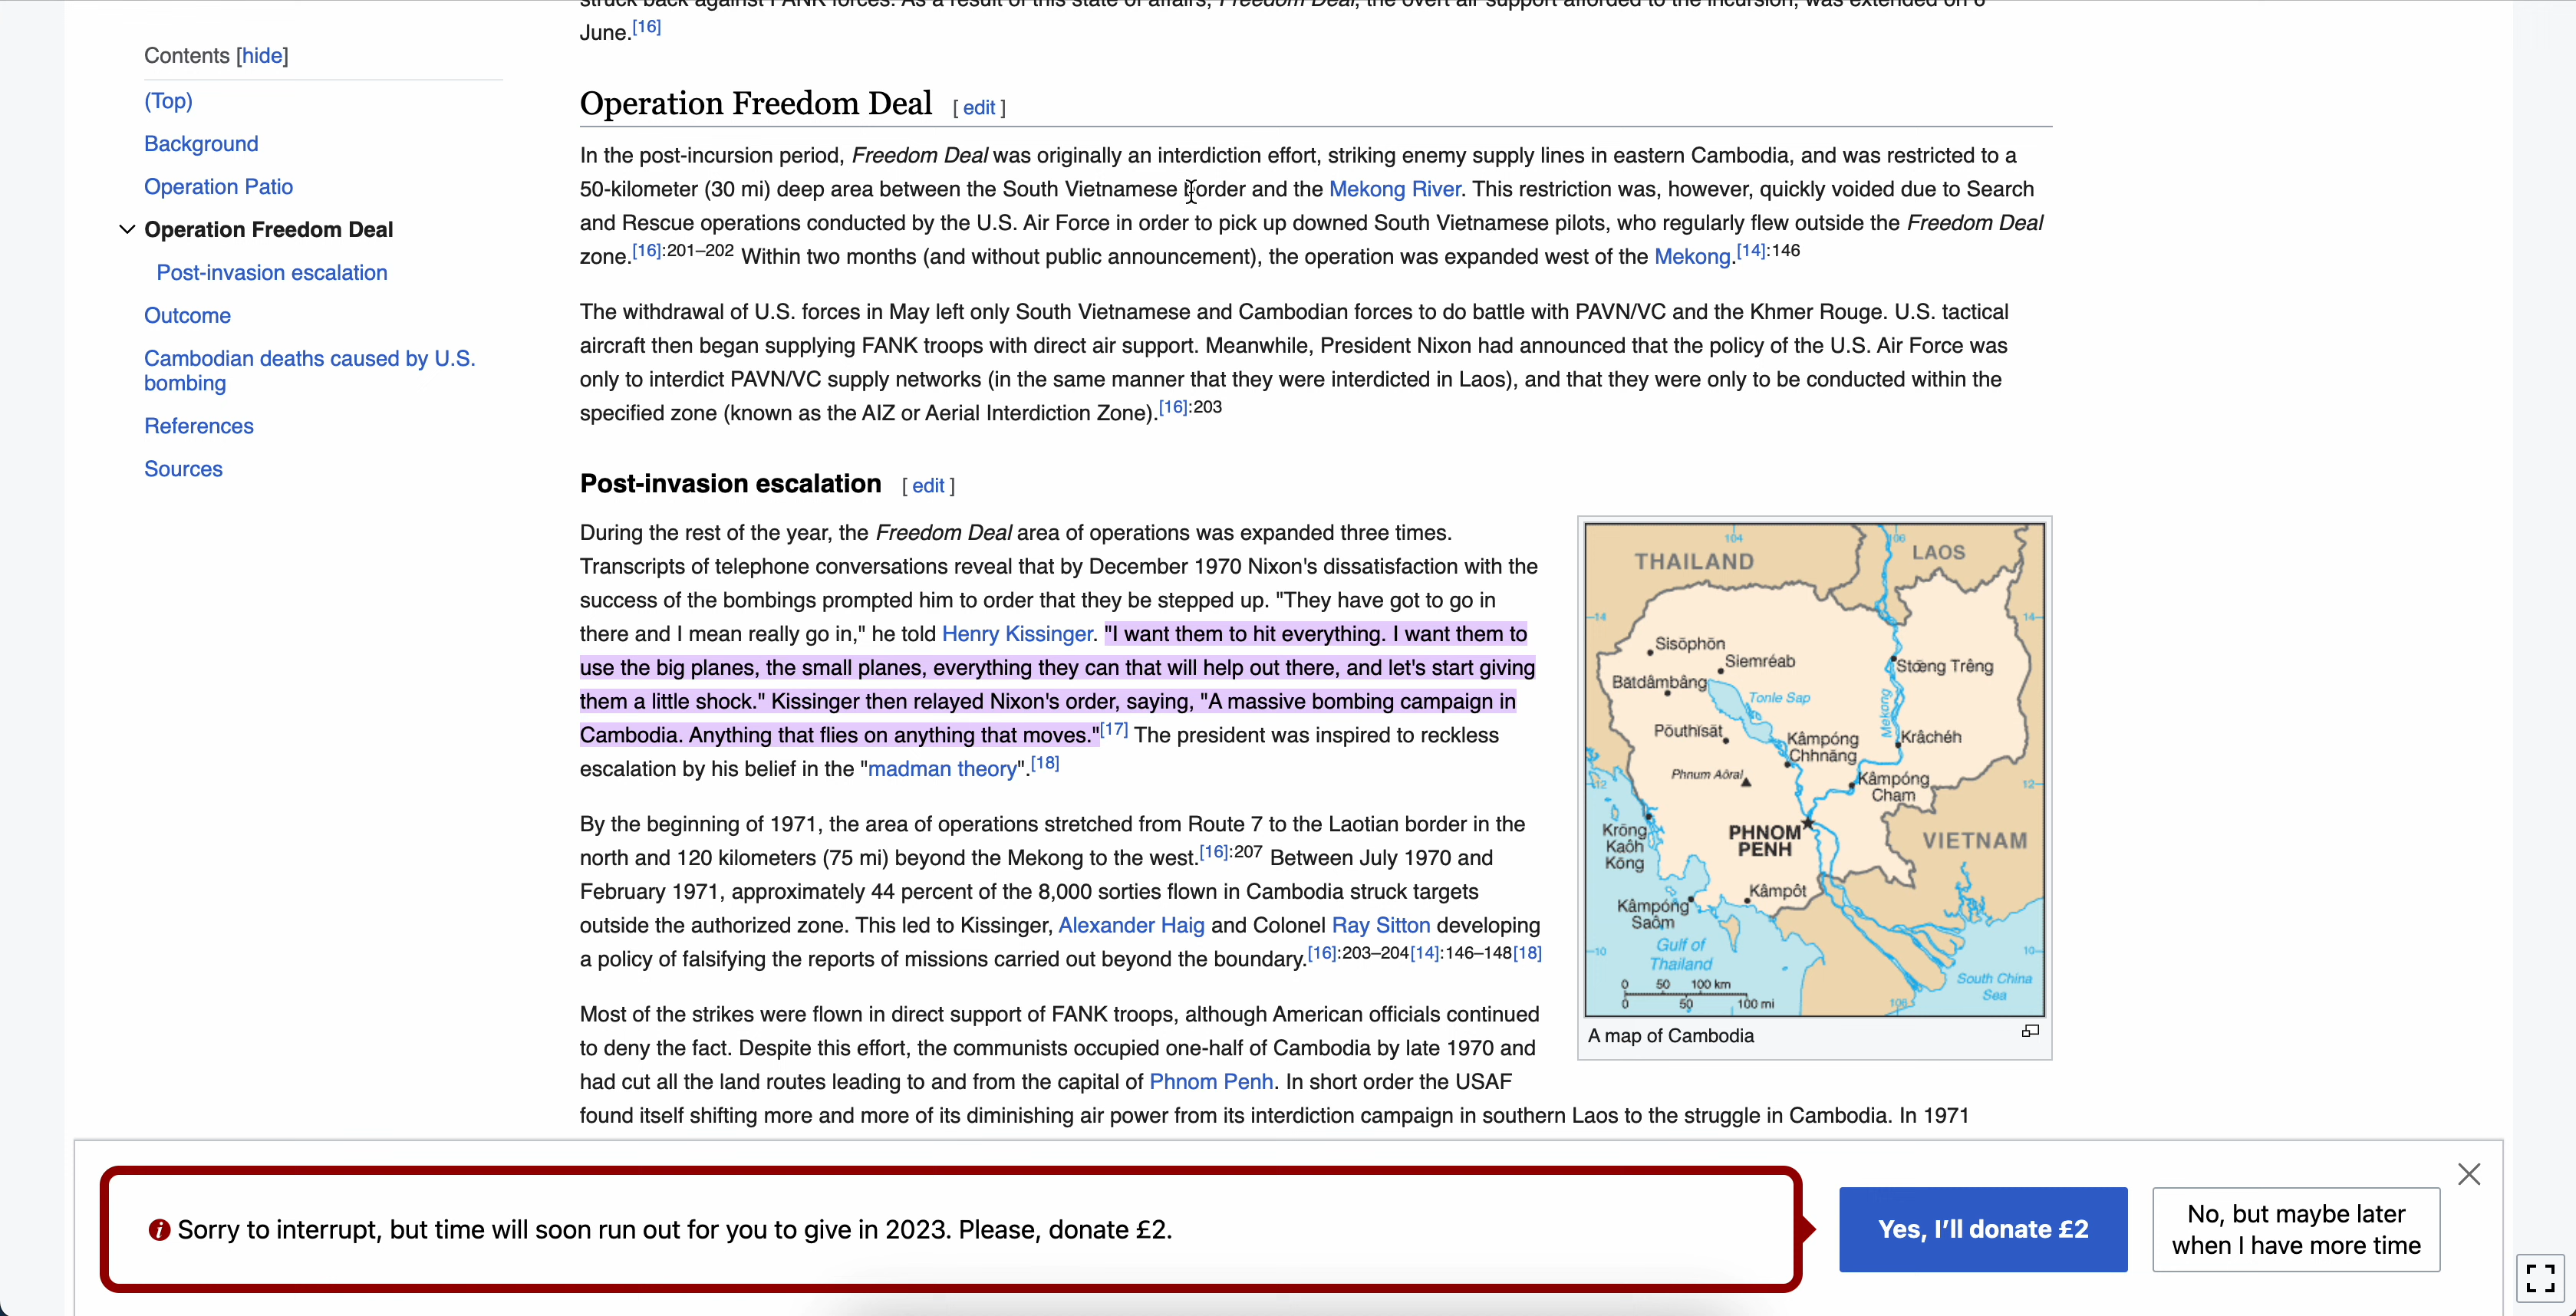 struck back against FANK forces. As a result of this state of affairs, Freedom Deal, the overt air support afforded to the incursion, was extended on 6
June.[16]
Contents [hide]
(Top)
Background
Operation Patio
Operation Freedom Deal
Post-invasion escalation
Outcome
Cambodian deaths caused by U.S.
bombing
References
Sources
Operation Freedom Deal [ edit ]
In the post-incursion period, Freedom Deal was originally an interdiction effort, striking enemy supply lines in eastern Cambodia, and was restricted to a
50-kilometer (30 mi) deep area between the South Vietnamese border and the Mekong River. This restriction was, however, quickly voided due to Search
and Rescue operations conducted by the U.S. Air Force in order to pick up downed South Vietnamese pilots, who regularly flew outside the Freedom Deal
zone.[16]:201–202 Within two months (and without public announcement), the operation was expanded west of the Mekong.[14]:146
The withdrawal of U.S. forces in May left only South Vietnamese and Cambodian forces to do battle with PAVN/VC and the Khmer Rouge. U.S. tactical
aircraft then began supplying FANK troops with direct air support. Meanwhile, President Nixon had announced that the policy of the U.S. Air Force was
only to interdict PAVN/VC supply networks (in the same manner that they were interdicted in Laos), and that they were only to be conducted within the
specified zone (known as the AIZ or Aerial Interdiction Zone).[16]:203
Post-invasion escalation [ edit ]
During the rest of the year, the Freedom Deal area of operations was expanded three times.
Transcripts of telephone conversations reveal that by December 1970 Nixon's dissatisfaction with the
success of the bombings prompted him to order that they be stepped up. "They have got to go in
there and I mean really go in," he told Henry Kissinger. "I want them to hit everything. I want them to
use the big planes, the small planes, everything they can that will help out there, and let's start giving
them a little shock." Kissinger then relayed Nixon's order, saying, "A massive bombing campaign in
Cambodia. Anything that flies on anything that moves."[17] The president was inspired to reckless
escalation by his belief in the "madman theory".[18]
By the beginning of 1971, the area of operations stretched from Route 7 to the Laotian border in the
north and 120 kilometers (75 mi) beyond the Mekong to the west.[16]:207 Between July 1970 and
February 1971, approximately 44 percent of the 8,000 sorties flown in Cambodia struck targets
outside the authorized zone. This led to Kissinger, Alexander Haig and Colonel Ray Sitton developing
a policy of falsifying the reports of missions carried out beyond the boundary.[16]:203–204[14]:146–148[18]
Most of the strikes were flown in direct support of FANK troops, although American officials continued
to deny the fact. Despite this effort, the communists occupied one-half of Cambodia by late 1970 and
had cut all the land routes leading to and from the capital of Phnom Penh. In short order the USAF
found itself shifting more and more of its diminishing air power from its interdiction campaign in southern Laos to the struggle in Cambodia. In 1971
104
106
THAILAND
LAOS
14
14
Sisŏphŏn
Siemréab
Stœng Trêng
Bătdâmbâng
Tonle Sap
Mekong
Poŭthĭsăt
Kâmpóng
Chhnăng
Krâchéh
Phnum Aôral
Kâmpóng
Cham
12
12
Krŏng
Kaôh
Kŏng
PHNOM
PENH
VIETNAM
Kâmpôt
Kâmpóng
Saôm
Gulf of
Thailand
10
10
South China
Sea
0 50 100 km
0 50 100 mi
106
A map of Cambodia
Sorry to interrupt, but time will soon run out for you to give in 2023. Please, donate £2.
Yes, I’ll donate £2
No, but maybe later
when I have more time